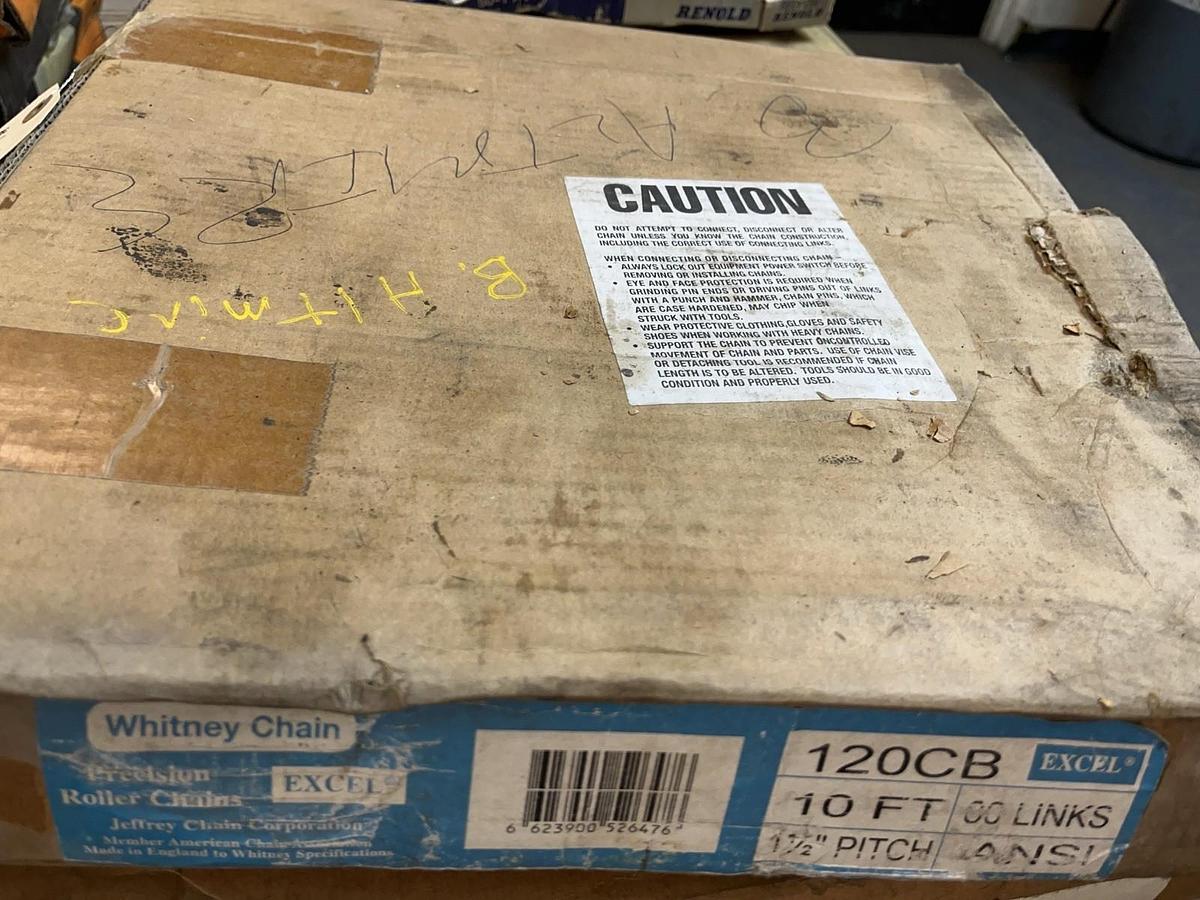 RENOLD
RENOLD
CAUTION
DO NOT ATTEMPT TO CONNECT, DISCONNECT OR ALTER
CHAIN UNLESS YOU KNOW THE CHAIN CONSTRUCTION,
INCLUDING THE CORRECT USE OF CONNECTING LINKS.
WHEN CONNECTING OR DISCONNECTING CHAIN
• ALWAYS LOCK OUT EQUIPMENT POWER SWITCH BEFORE
REMOVING OR INSTALLING CHAINS.
• EYE AND FACE PROTECTION IS REQUIRED WHEN
GRINDING PIN ENDS OR DRIVING PINS OUT OF LINKS
WITH A PUNCH AND HAMMER, CHAIN PINS, WHICH
ARE CASE HARDENED, MAY CHIP WHEN
STRUCK WITH TOOLS.
• WEAR PROTECTIVE CLOTHING, GLOVES AND SAFETY
SHOES WHEN WORKING WITH HEAVY CHAINS.
• SUPPORT THE CHAIN TO PREVENT UNCONTROLLED
MOVEMENT OF CHAIN AND PARTS. USE OF CHAIN VISE
OR DETACHING TOOL IS RECOMMENDED IF CHAIN
LENGTH IS TO BE ALTERED. TOOLS SHOULD BE IN GOOD
CONDITION AND PROPERLY USED.
B.
Whitney Chain
Precision
Roller Chains
EXCEL®
Jeffrey Chain Corporation
Member American Chain Association
Made in England to Whitney Specifications
6 623900 526476
120CB
EXCEL®
10 FT
LINKS
1½" PITCH
ANSI